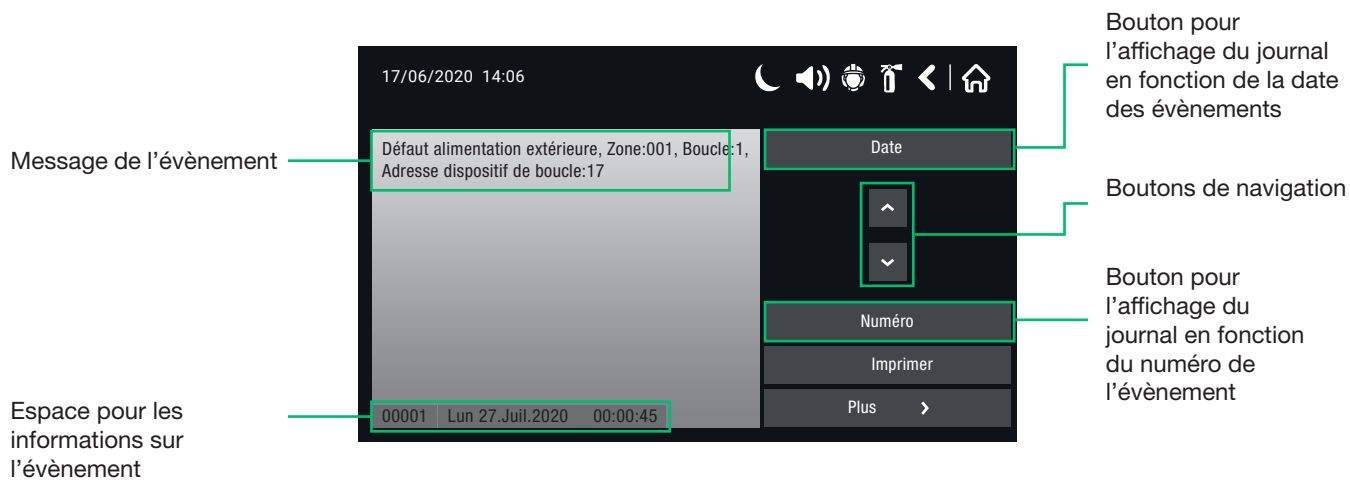 Message de l’évènement
Espace pour les
informations sur
l’évènement
17/06/2020 14:06
Défaut alimentation extérieure, Zone:001, Boucle:1,
Adresse dispositif de boucle:17
00001 Lun 27.Juil.2020 00:00:45
Date
Numéro
Imprimer
Plus
Bouton pour
l’affichage du journal
en fonction de la date
des évènements
Boutons de navigation
Bouton pour
l’affichage du
journal en fonction
du numéro de
l’évènement